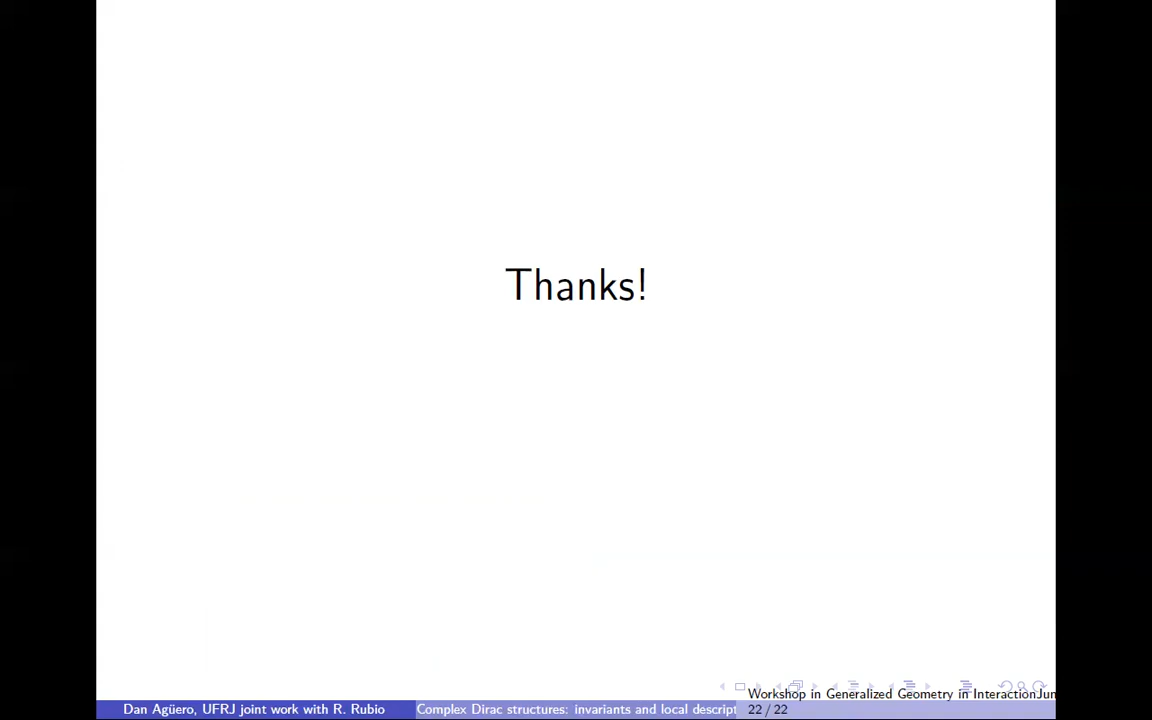 Thanks!
Workshop in Generalized Geometry in InteractionJun
Dan Agüero, UFRJ joint work with R. Rubio
Complex Dirac structures: invariants and local descript
22 / 22